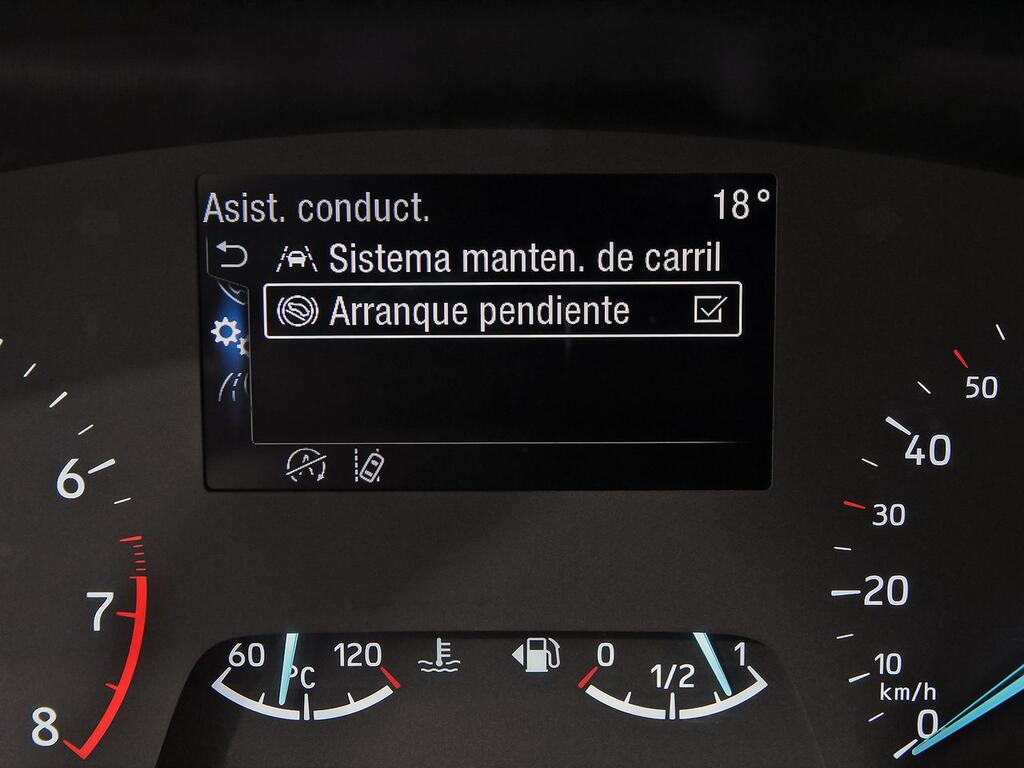 Asist. conduct. 18°
Sistema manten. de carril
Arranque pendiente
A
6
7
8
60 °C 120
0 1/2 1
50
40
30
20
10
km/h
0